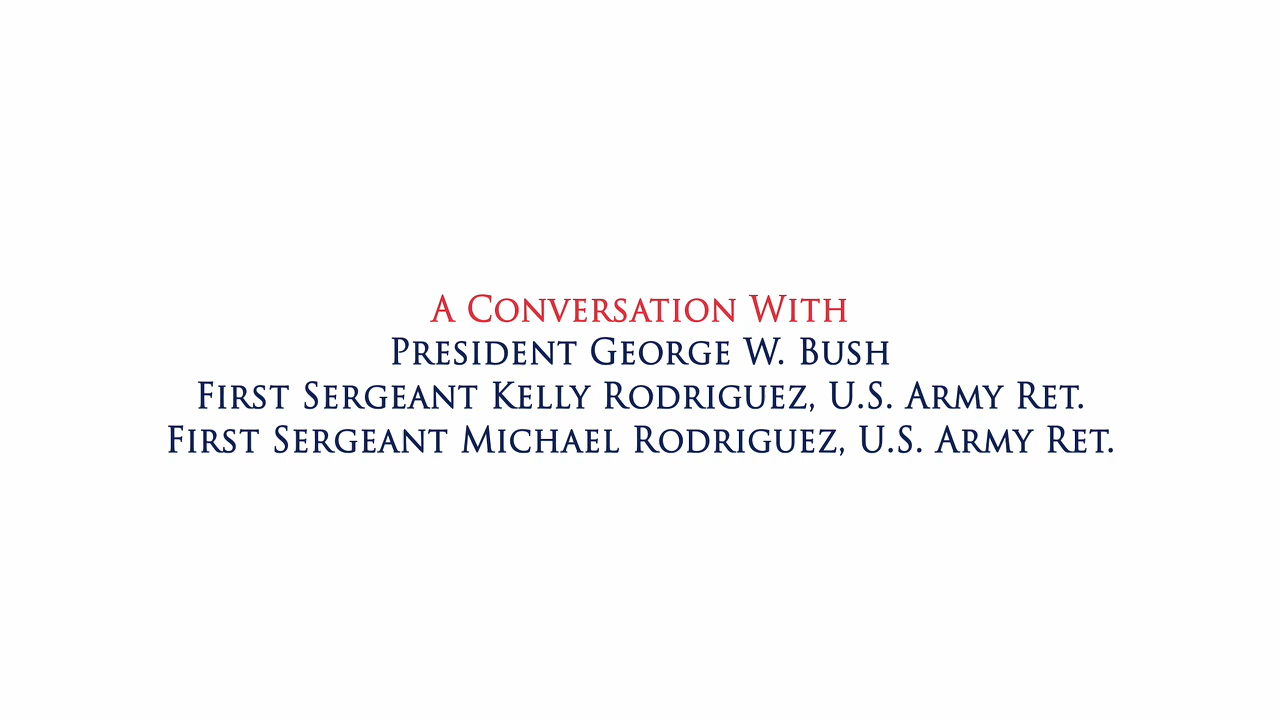 A Conversation With
President George W. Bush
First Sergeant Kelly Rodriguez, U.S. Army Ret.
First Sergeant Michael Rodriguez, U.S. Army Ret.